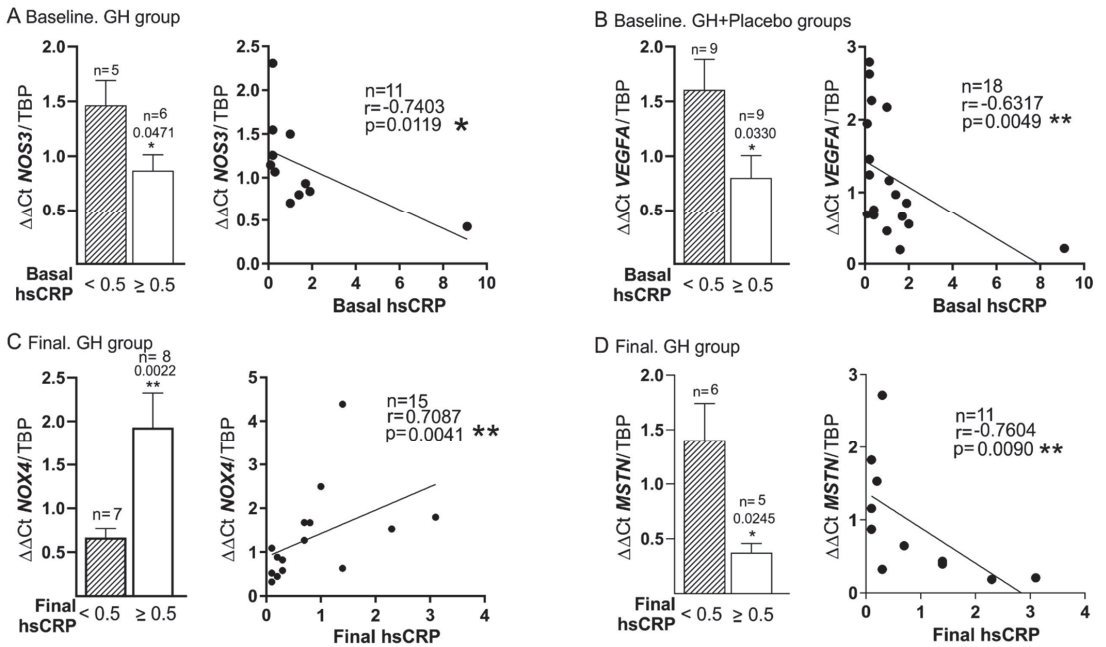 A Baseline. GH group
ΔΔCt NOS3/TBP
2.0
1.5
1.0
0.5
n=5
n=6
0.0471
*
Basal
hsCRP
< 0.5
≥ 0.5
ΔΔCt NOS3/TBP
2.5
2.0
1.5
1.0
0.5
0.0
n=11
r=-0.7403
p=0.0119 *
0 2 4 6 8 10
Basal hsCRP
B Baseline. GH+Placebo groups
ΔΔCt VEGFA/TBP
2.0
1.5
1.0
0.5
n=9
n=9
0.0330
*
Basal
hsCRP
< 0.5
≥ 0.5
ΔΔCt VEGFA/TBP
3
2
1
0
n=18
r=-0.6317
p=0.0049 **
0 2 4 6 8 10
Basal hsCRP
C Final. GH group
ΔΔCt NOX4/TBP
2.5
2.0
1.5
1.0
0.5
n=7
n= 8
0.0022
**
Final
hsCRP
< 0.5
≥ 0.5
ΔΔCt NOX4/TBP
5
4
3
2
1
0
n=15
r=0.7087
p=0.0041 **
0 1 2 3 4
Final hsCRP
D Final. GH group
ΔΔCt MSTN/TBP
2.0
1.5
1.0
0.5
n=6
n=5
0.0245
*
Final
hsCRP
< 0.5
≥ 0.5
ΔΔCt MSTN/TBP
3
2
1
0
n=11
r=-0.7604
p=0.0090 **
0 1 2 3 4
Final hsCRP